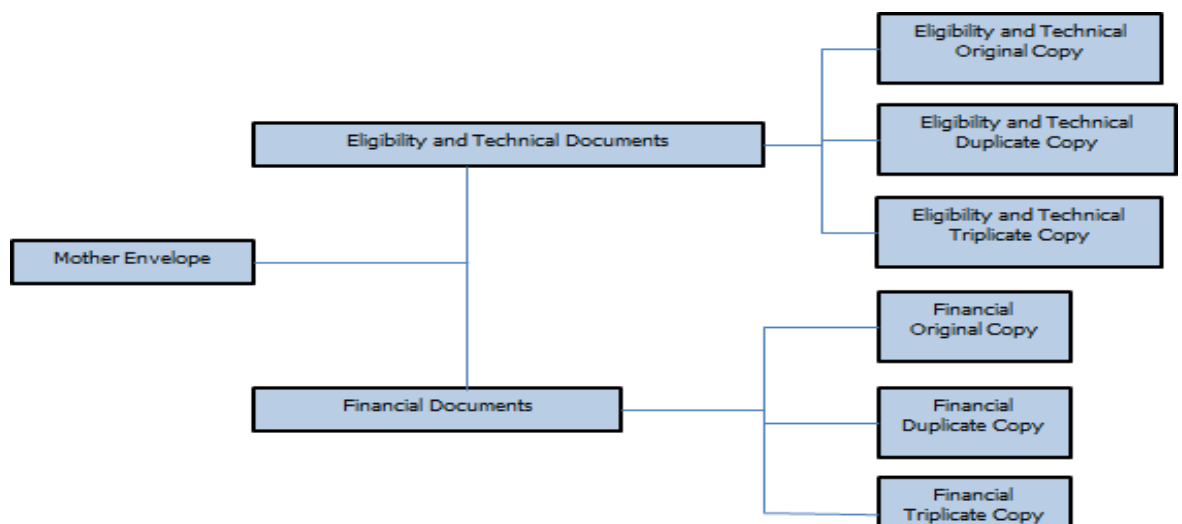 Eligibility and Technical
Original Copy
Eligibility and Technical Documents
Eligibility and Technical
Duplicate Copy
Eligibility and Technical
Triplicate Copy
Mother Envelope
Financial
Original Copy
Financial Documents
Financial
Duplicate Copy
Financial
Triplicate Copy